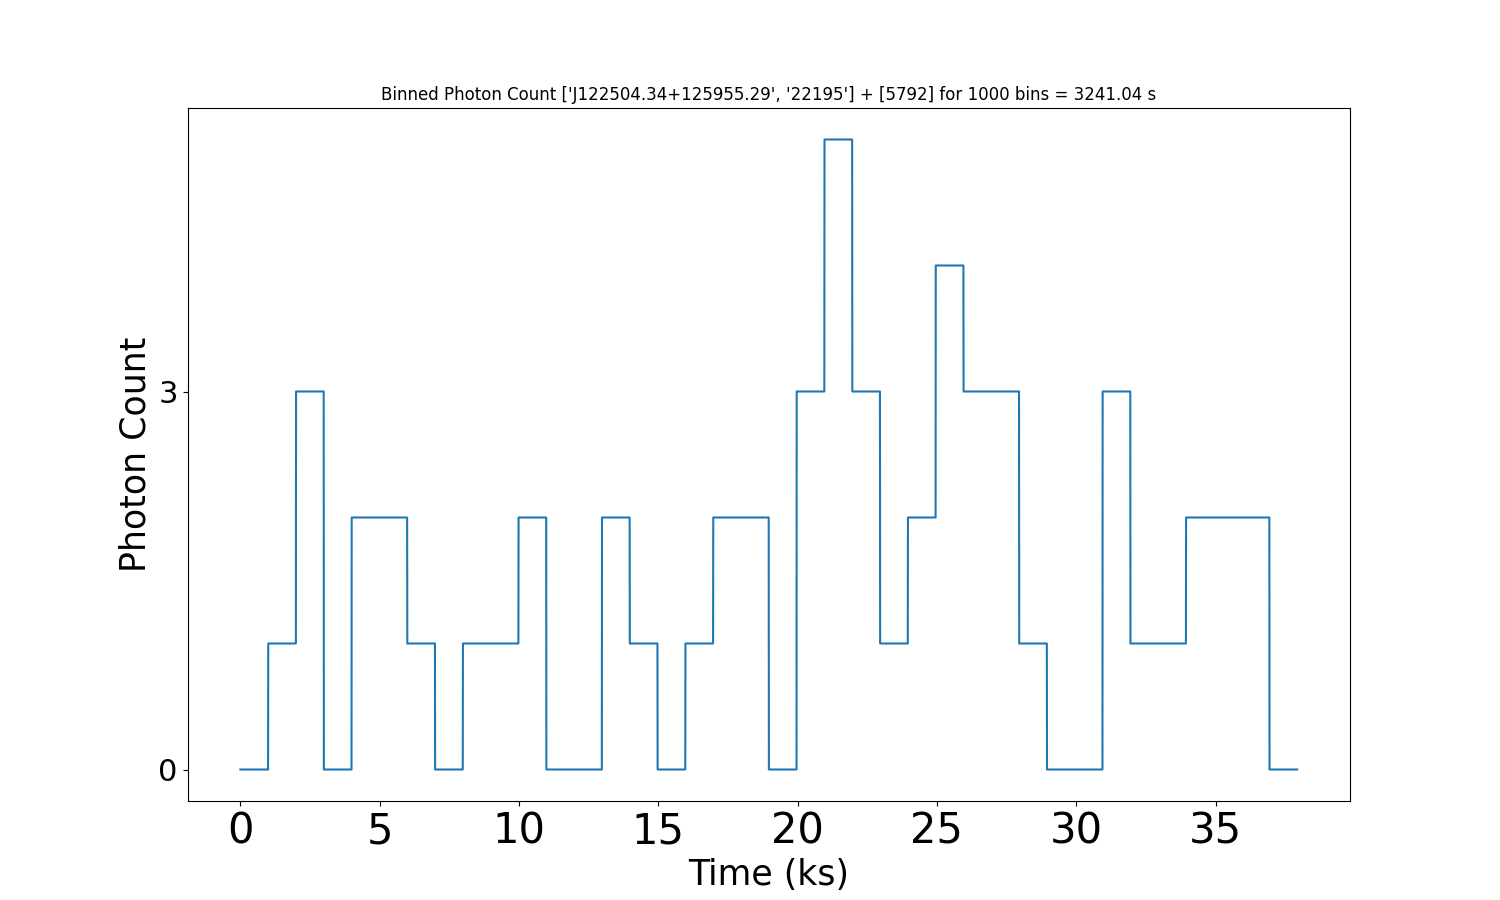 Binned Photon Count ['J122504.34+125955.29', '22195'] + [5792] for 1000 bins = 3241.04 s
Photon Count
3
0
0 5 10 15 20 25 30 35
Time (ks)